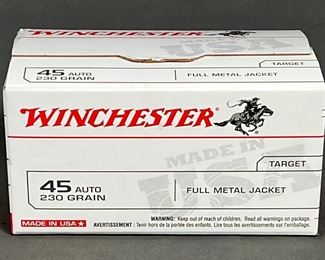 USA
45 AUTO
230 GRAIN
FULL METAL JACKET
TARGET
WINCHESTER
MADE IN
USA
TARGET
45 AUTO
230 GRAIN
FULL METAL JACKET
MADE IN USA
WARNING: Keep out of reach of children. Read all warnings on package.
AVERTISSEMENT: Tenir hors de la portée des enfants. Lire tous les avertissements sur l'emballage.